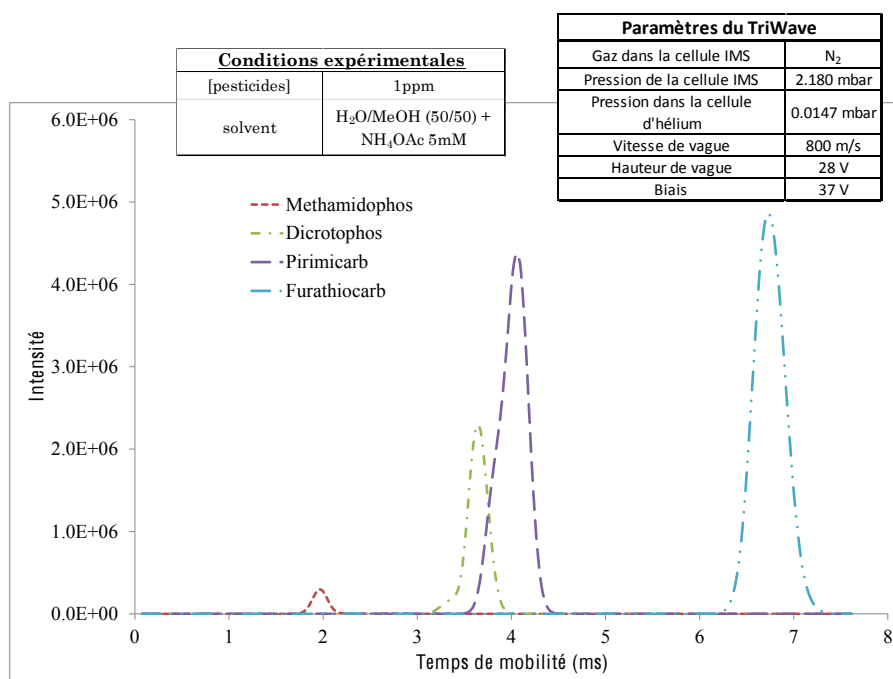 Paramètres du TriWave
Gaz dans la cellule IMS N₂
Pression de la cellule IMS 2.180 mbar
Pression dans la cellule
d'hélium 0.0147 mbar
Vitesse de vague 800 m/s
Hauteur de vague 28 V
Biais 37 V
Conditions expérimentales
[pesticides] 1ppm
solvent H₂O/MeOH (50/50) +
NH₄OAc 5mM
Methamidophos
Dicrotophos
Pirimicarb
Furathiocarb
Intensité
6.0E+06
5.0E+06
4.0E+06
3.0E+06
2.0E+06
1.0E+06
0.0E+00
0 1 2 3 4 5 6 7 8
Temps de mobilité (ms)